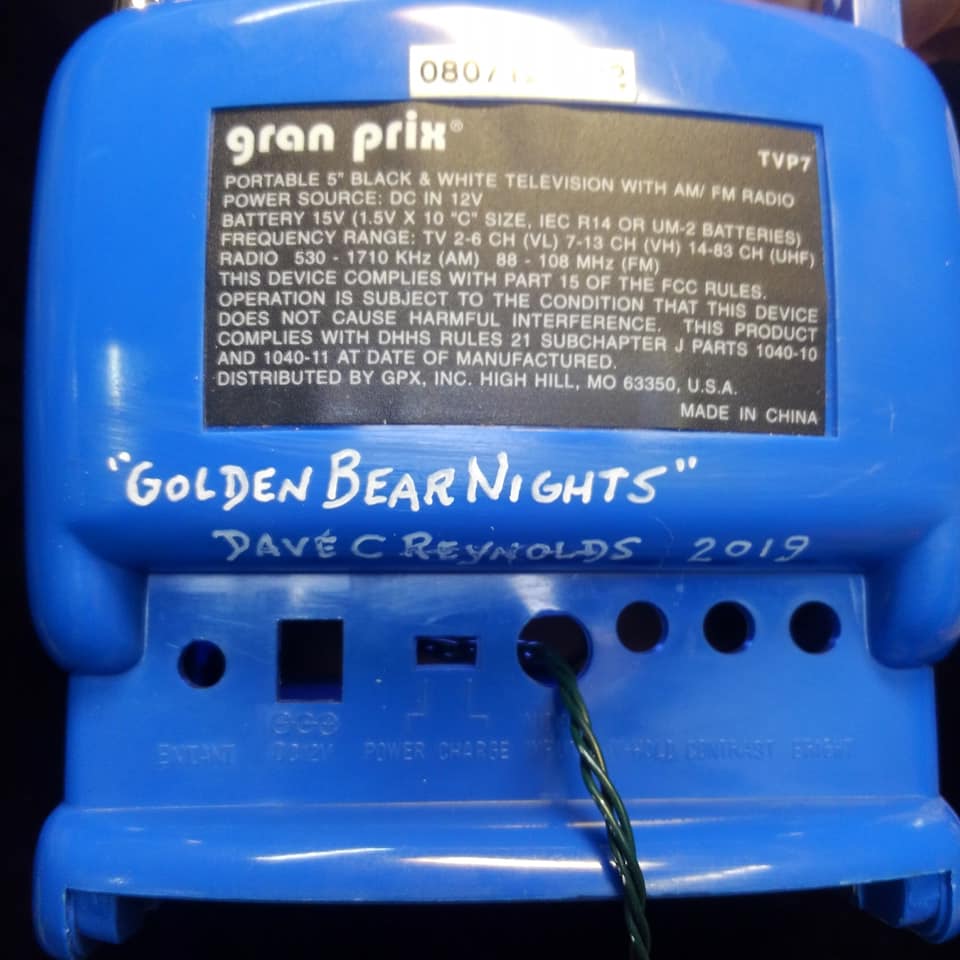 gran prix®
TVP7
PORTABLE 5" BLACK & WHITE TELEVISION WITH AM/ FM RADIO
POWER SOURCE: DC IN 12V
BATTERY 15V (1.5V X 10 "C" SIZE, IEC R14 OR UM-2 BATTERIES)
FREQUENCY RANGE: TV 2-6 CH (VL) 7-13 CH (VH) 14-83 CH (UHF)
RADIO 530 - 1710 KHz (AM) 88 - 108 MHz (FM)
THIS DEVICE COMPLIES WITH PART 15 OF THE FCC RULES.
OPERATION IS SUBJECT TO THE CONDITION THAT THIS DEVICE
DOES NOT CAUSE HARMFUL INTERFERENCE. THIS PRODUCT
COMPLIES WITH DHHS RULES 21 SUBCHAPTER J PARTS 1040-10
AND 1040-11 AT DATE OF MANUFACTURED.
DISTRIBUTED BY GPX, INC. HIGH HILL, MO 63350, U.S.A.
MADE IN CHINA
"GOLDEN BEAR NIGHTS"
DAVE C REYNOLDS 2019
DC 12V POWER CHARGE CONTRAST BRIGHT